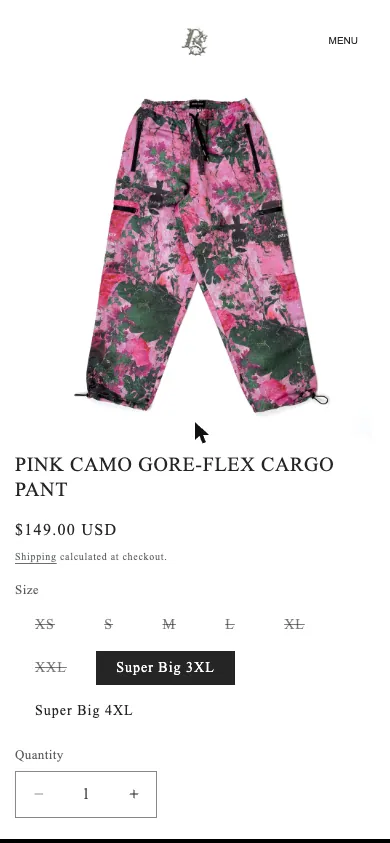 MENU
PINK CAMO GORE-FLEX CARGO
PANT
$149.00 USD
Shipping calculated at checkout.
Size
XS S M L XL
XXL Super Big 3XL
Super Big 4XL
Quantity
− 1 +